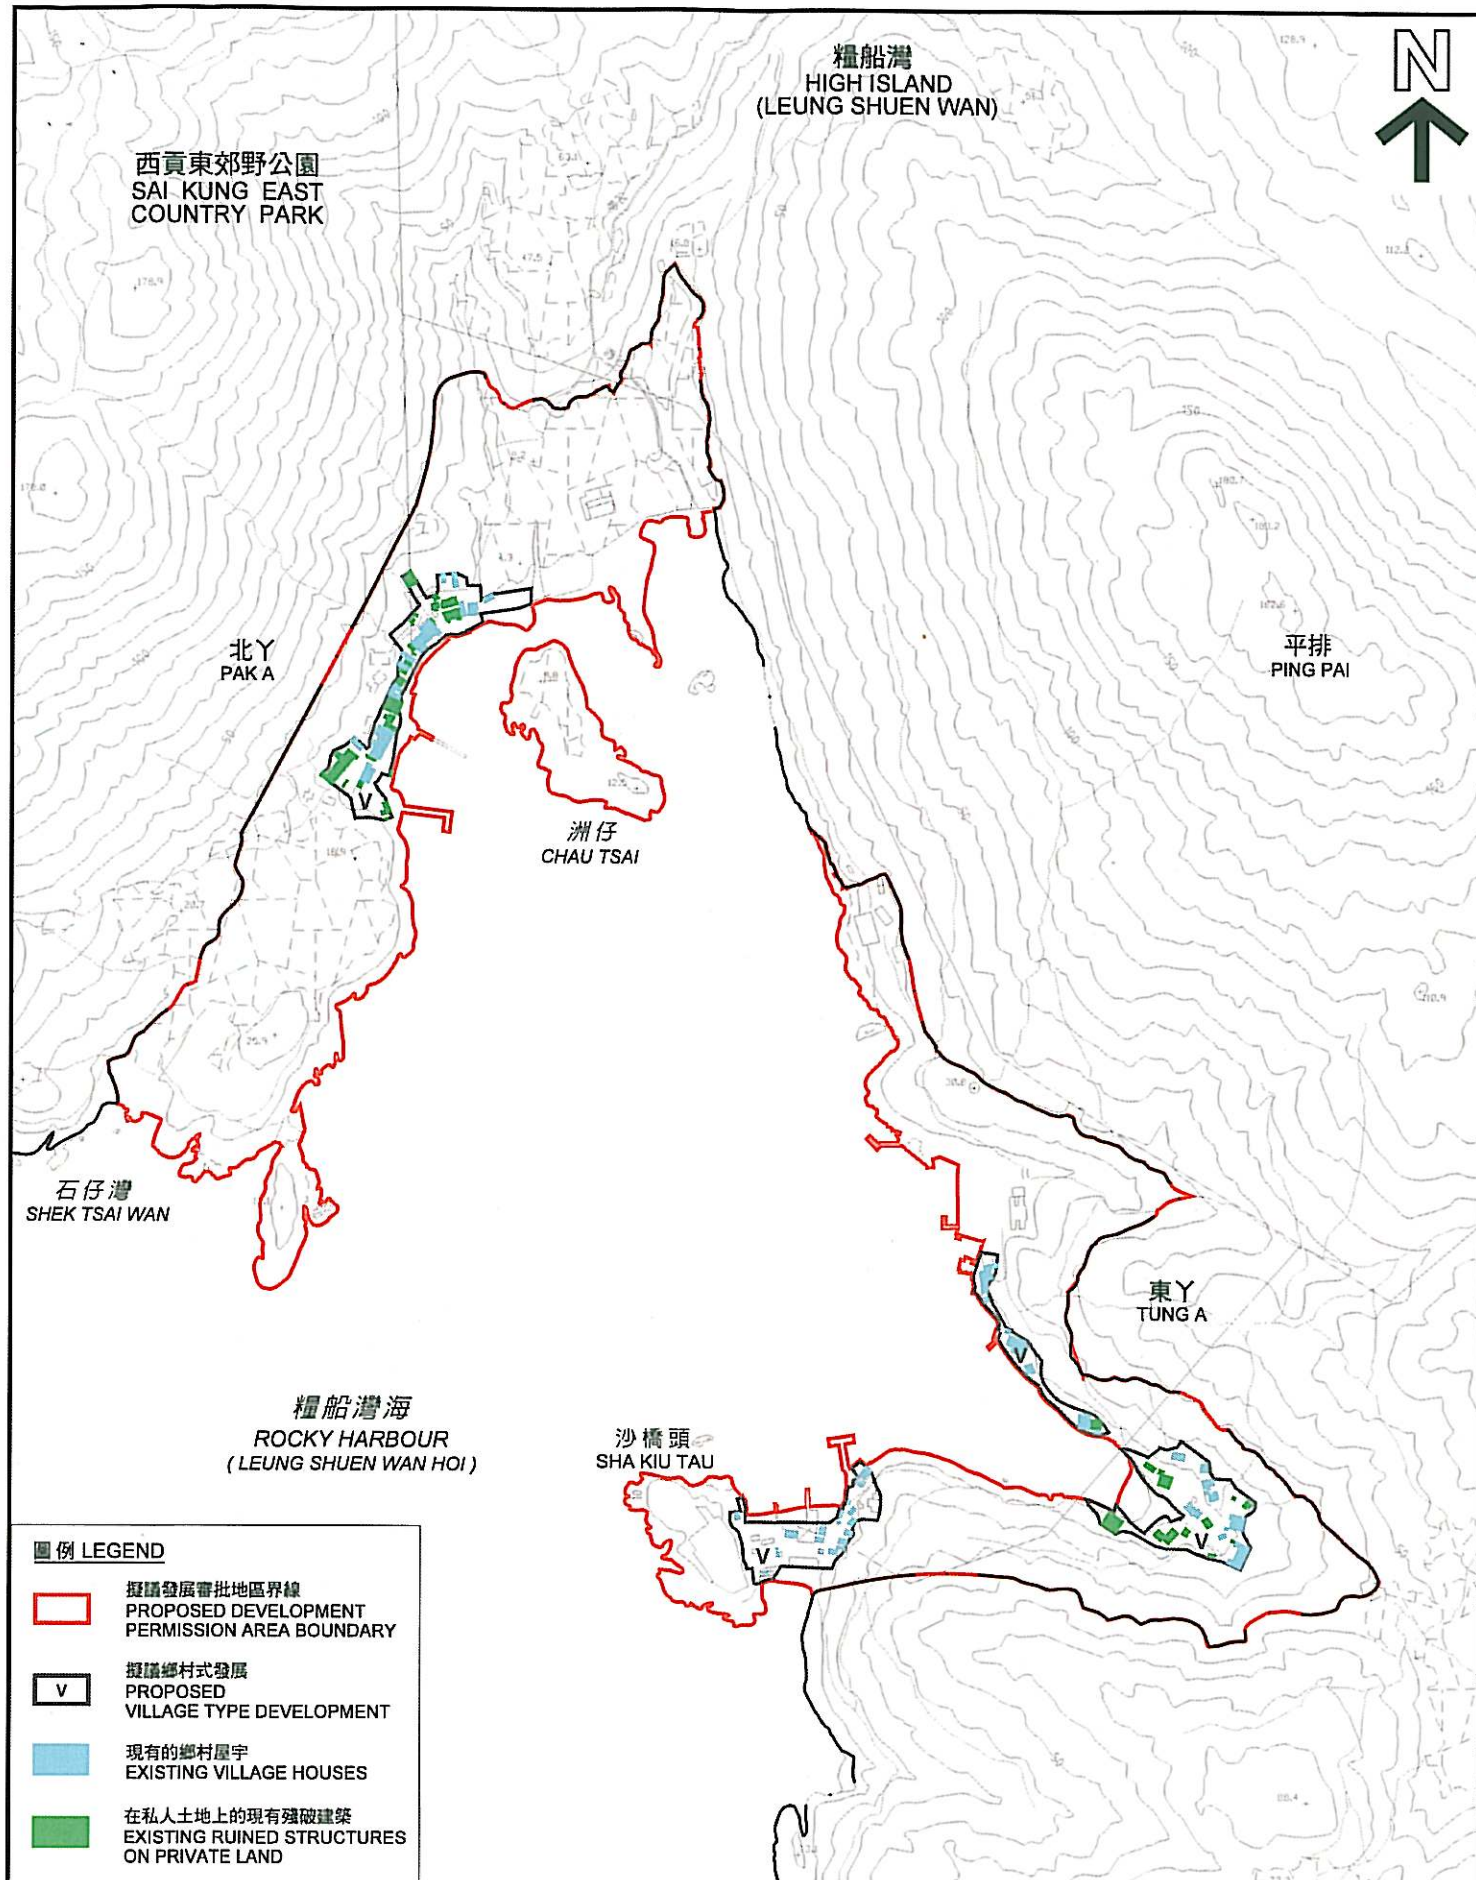 糧船灣
HIGH ISLAND
(LEUNG SHUEN WAN)
N
西貢東郊野公園
SAI KUNG EAST
COUNTRY PARK
北丫
PAK A
平排
PING PAI
洲仔
CHAU TSAI
V
石仔灣
SHEK TSAI WAN
東丫
TUNG A
V
糧船灣海
ROCKY HARBOUR
(LEUNG SHUEN WAN HOI)
沙橋頭
SHA KIU TAU
V
V
圖例 LEGEND
擬議發展審批地區界線
PROPOSED DEVELOPMENT
PERMISSION AREA BOUNDARY
V
擬議鄉村式發展
PROPOSED
VILLAGE TYPE DEVELOPMENT
現有的鄉村屋宇
EXISTING VILLAGE HOUSES
在私人土地上的現有殘破建築
EXISTING RUINED STRUCTURES
ON PRIVATE LAND